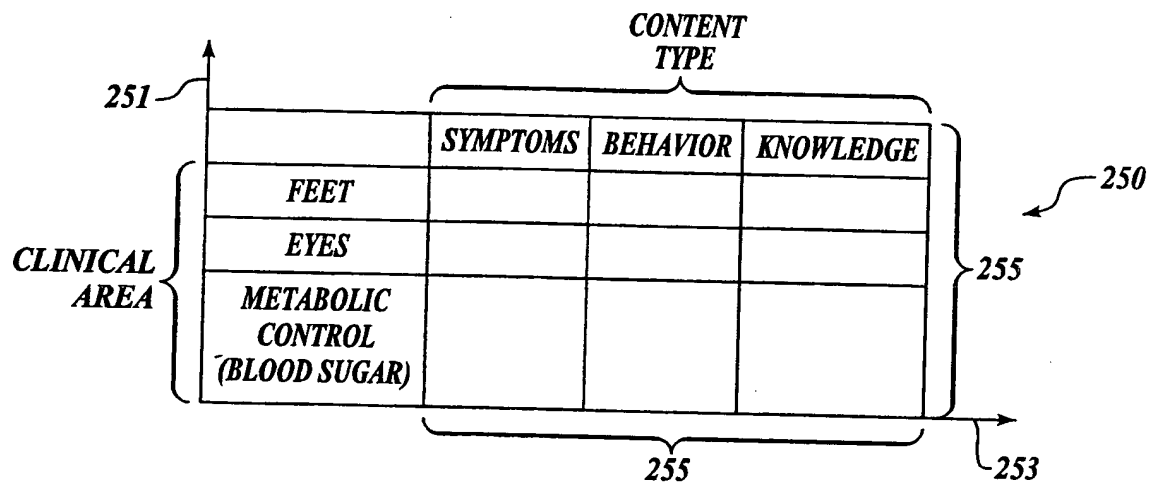 CONTENT
TYPE
251
SYMPTOMS BEHAVIOR KNOWLEDGE
250
FEET
EYES
CLINICAL
AREA
255
METABOLIC
CONTROL
(BLOOD SUGAR)
255
253